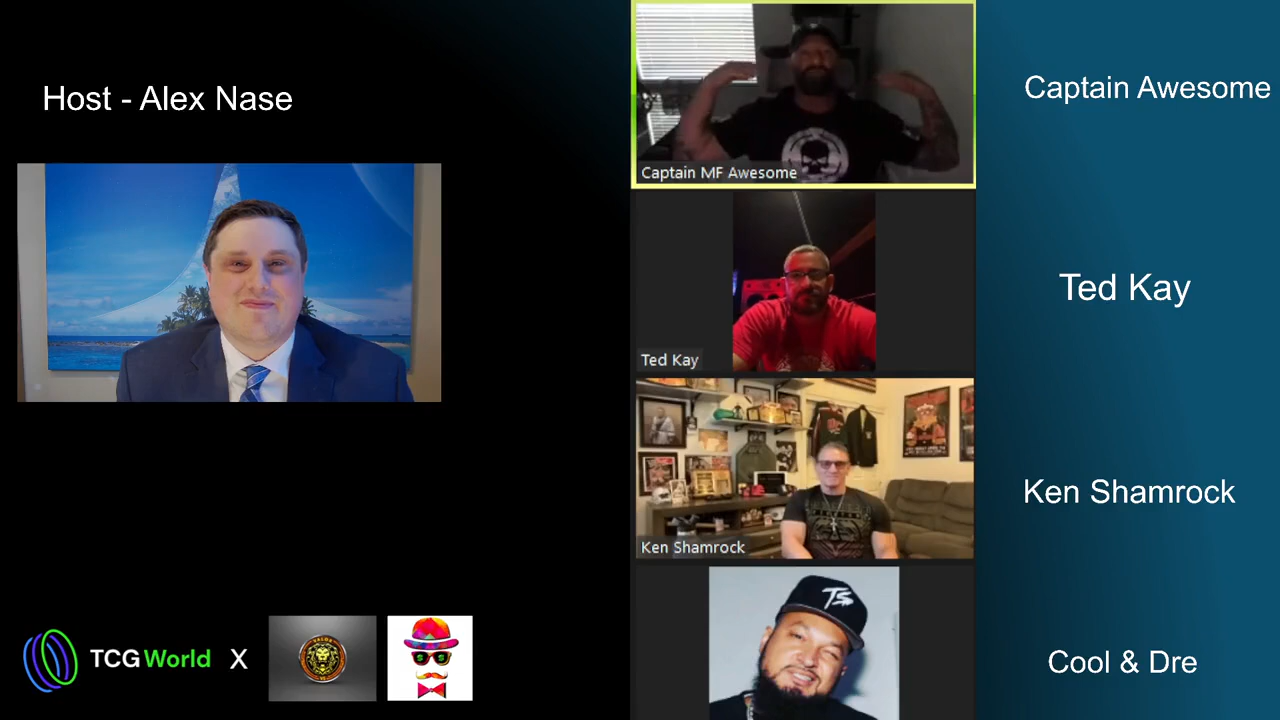 Host - Alex Nase
Captain MF Awesome
Captain Awesome
Ted Kay
Ted Kay
Ken Shamrock
Ken Shamrock
TS
Cool & Dre
TCG World X
VALOR